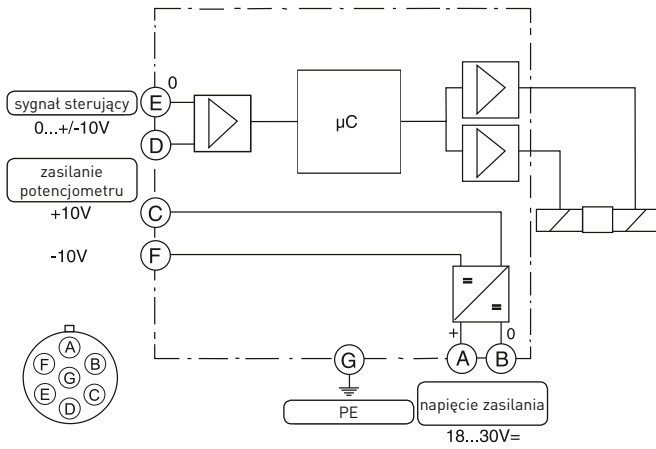 0
sygnał sterujący
E
0...+/-10V
D
µC
zasilanie
potencjometru
+10V
C
-10V
F
=
=
+
0
A
B
G
PE
napięcie zasilania
18...30V=
A
F
B
G
E
C
D